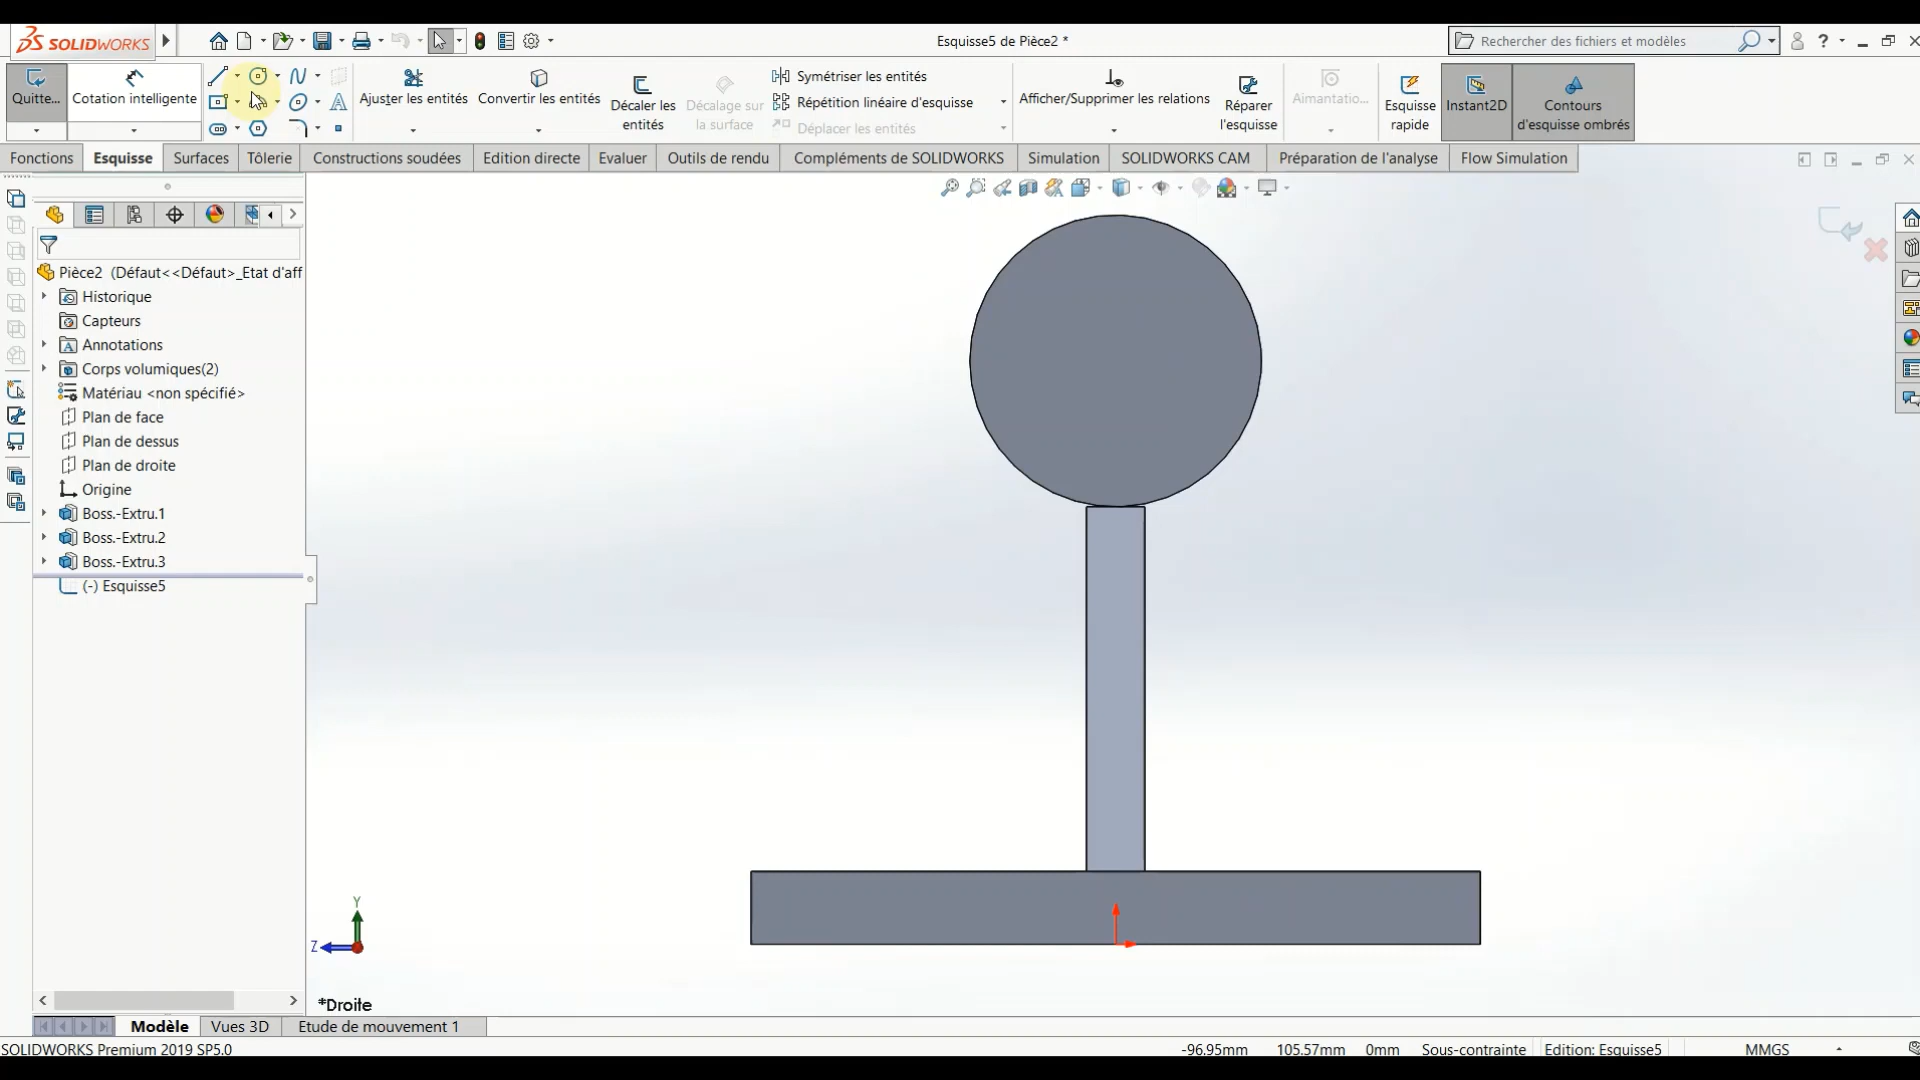 SOLIDWORKS
Esquisse5 de Pièce2 *
Rechercher des fichiers et modèles
?
Quitte...
Cotation intelligente
Ajuster les entités
Convertir les entités
Décaler les
entités
Décalage sur
la surface
Symétriser les entités
Répétition linéaire d'esquisse
Déplacer les entités
Afficher/Supprimer les relations
Réparer
l'esquisse
Aimantatio...
Esquisse
rapide
Instant2D
Contours
d'esquisse ombrés
Fonctions
Esquisse
Surfaces
Tôlerie
Constructions soudées
Edition directe
Evaluer
Outils de rendu
Compléments de SOLIDWORKS
Simulation
SOLIDWORKS CAM
Préparation de l'analyse
Flow Simulation
Pièce2 (Défaut<<Défaut>_Etat d'aff
Historique
Capteurs
Annotations
Corps volumiques(2)
Matériau <non spécifié>
Plan de face
Plan de dessus
Plan de droite
Origine
Boss.-Extru.1
Boss.-Extru.2
Boss.-Extru.3
(-) Esquisse5
Y
Z
*Droite
Modèle
Vues 3D
Etude de mouvement 1
SOLIDWORKS Premium 2019 SP5.0
-96.95mm
105.57mm
0mm
Sous-contrainte
Edition: Esquisse5
MMGS